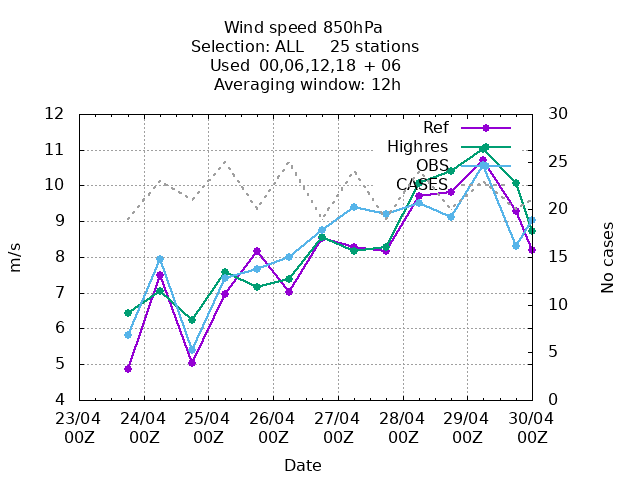 Wind speed 850hPa
Selection: ALL 25 stations
Used 00,06,12,18 + 06
Averaging window: 12h
12 30
Ref
11 Highres 25
OBS
10 CASES
20
9
8 15
7
10
6
5 5
4 0
m/s
No cases
23/04 24/04 25/04 26/04 27/04 28/04 29/04 30/04
00Z 00Z 00Z 00Z 00Z 00Z 00Z 00Z
Date